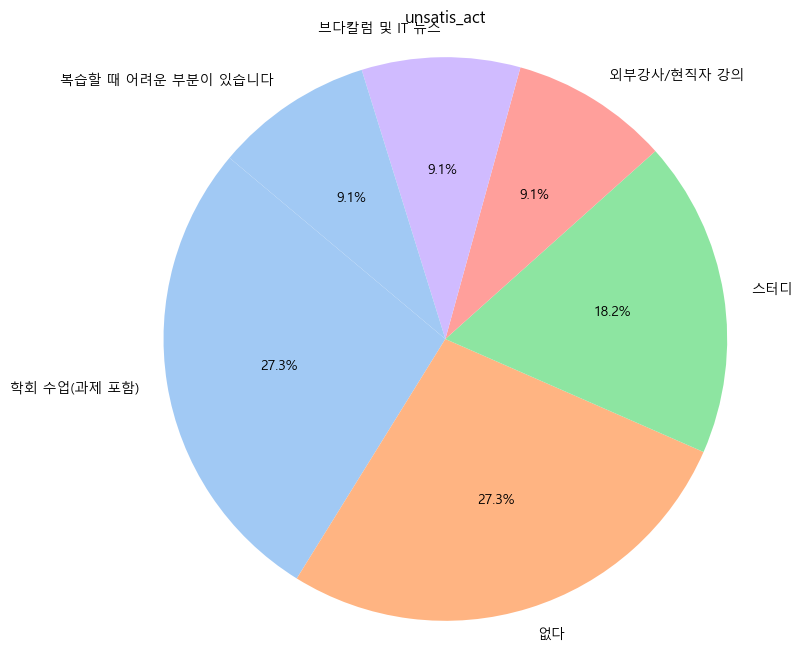 unsatis_act
브다칼럼 및 IT 뉴스
복습할 때 어려운 부분이 있습니다
외부강사/현직자 강의
9.1%
9.1%
9.1%
스터디
18.2%
27.3%
학회 수업(과제 포함)
27.3%
없다